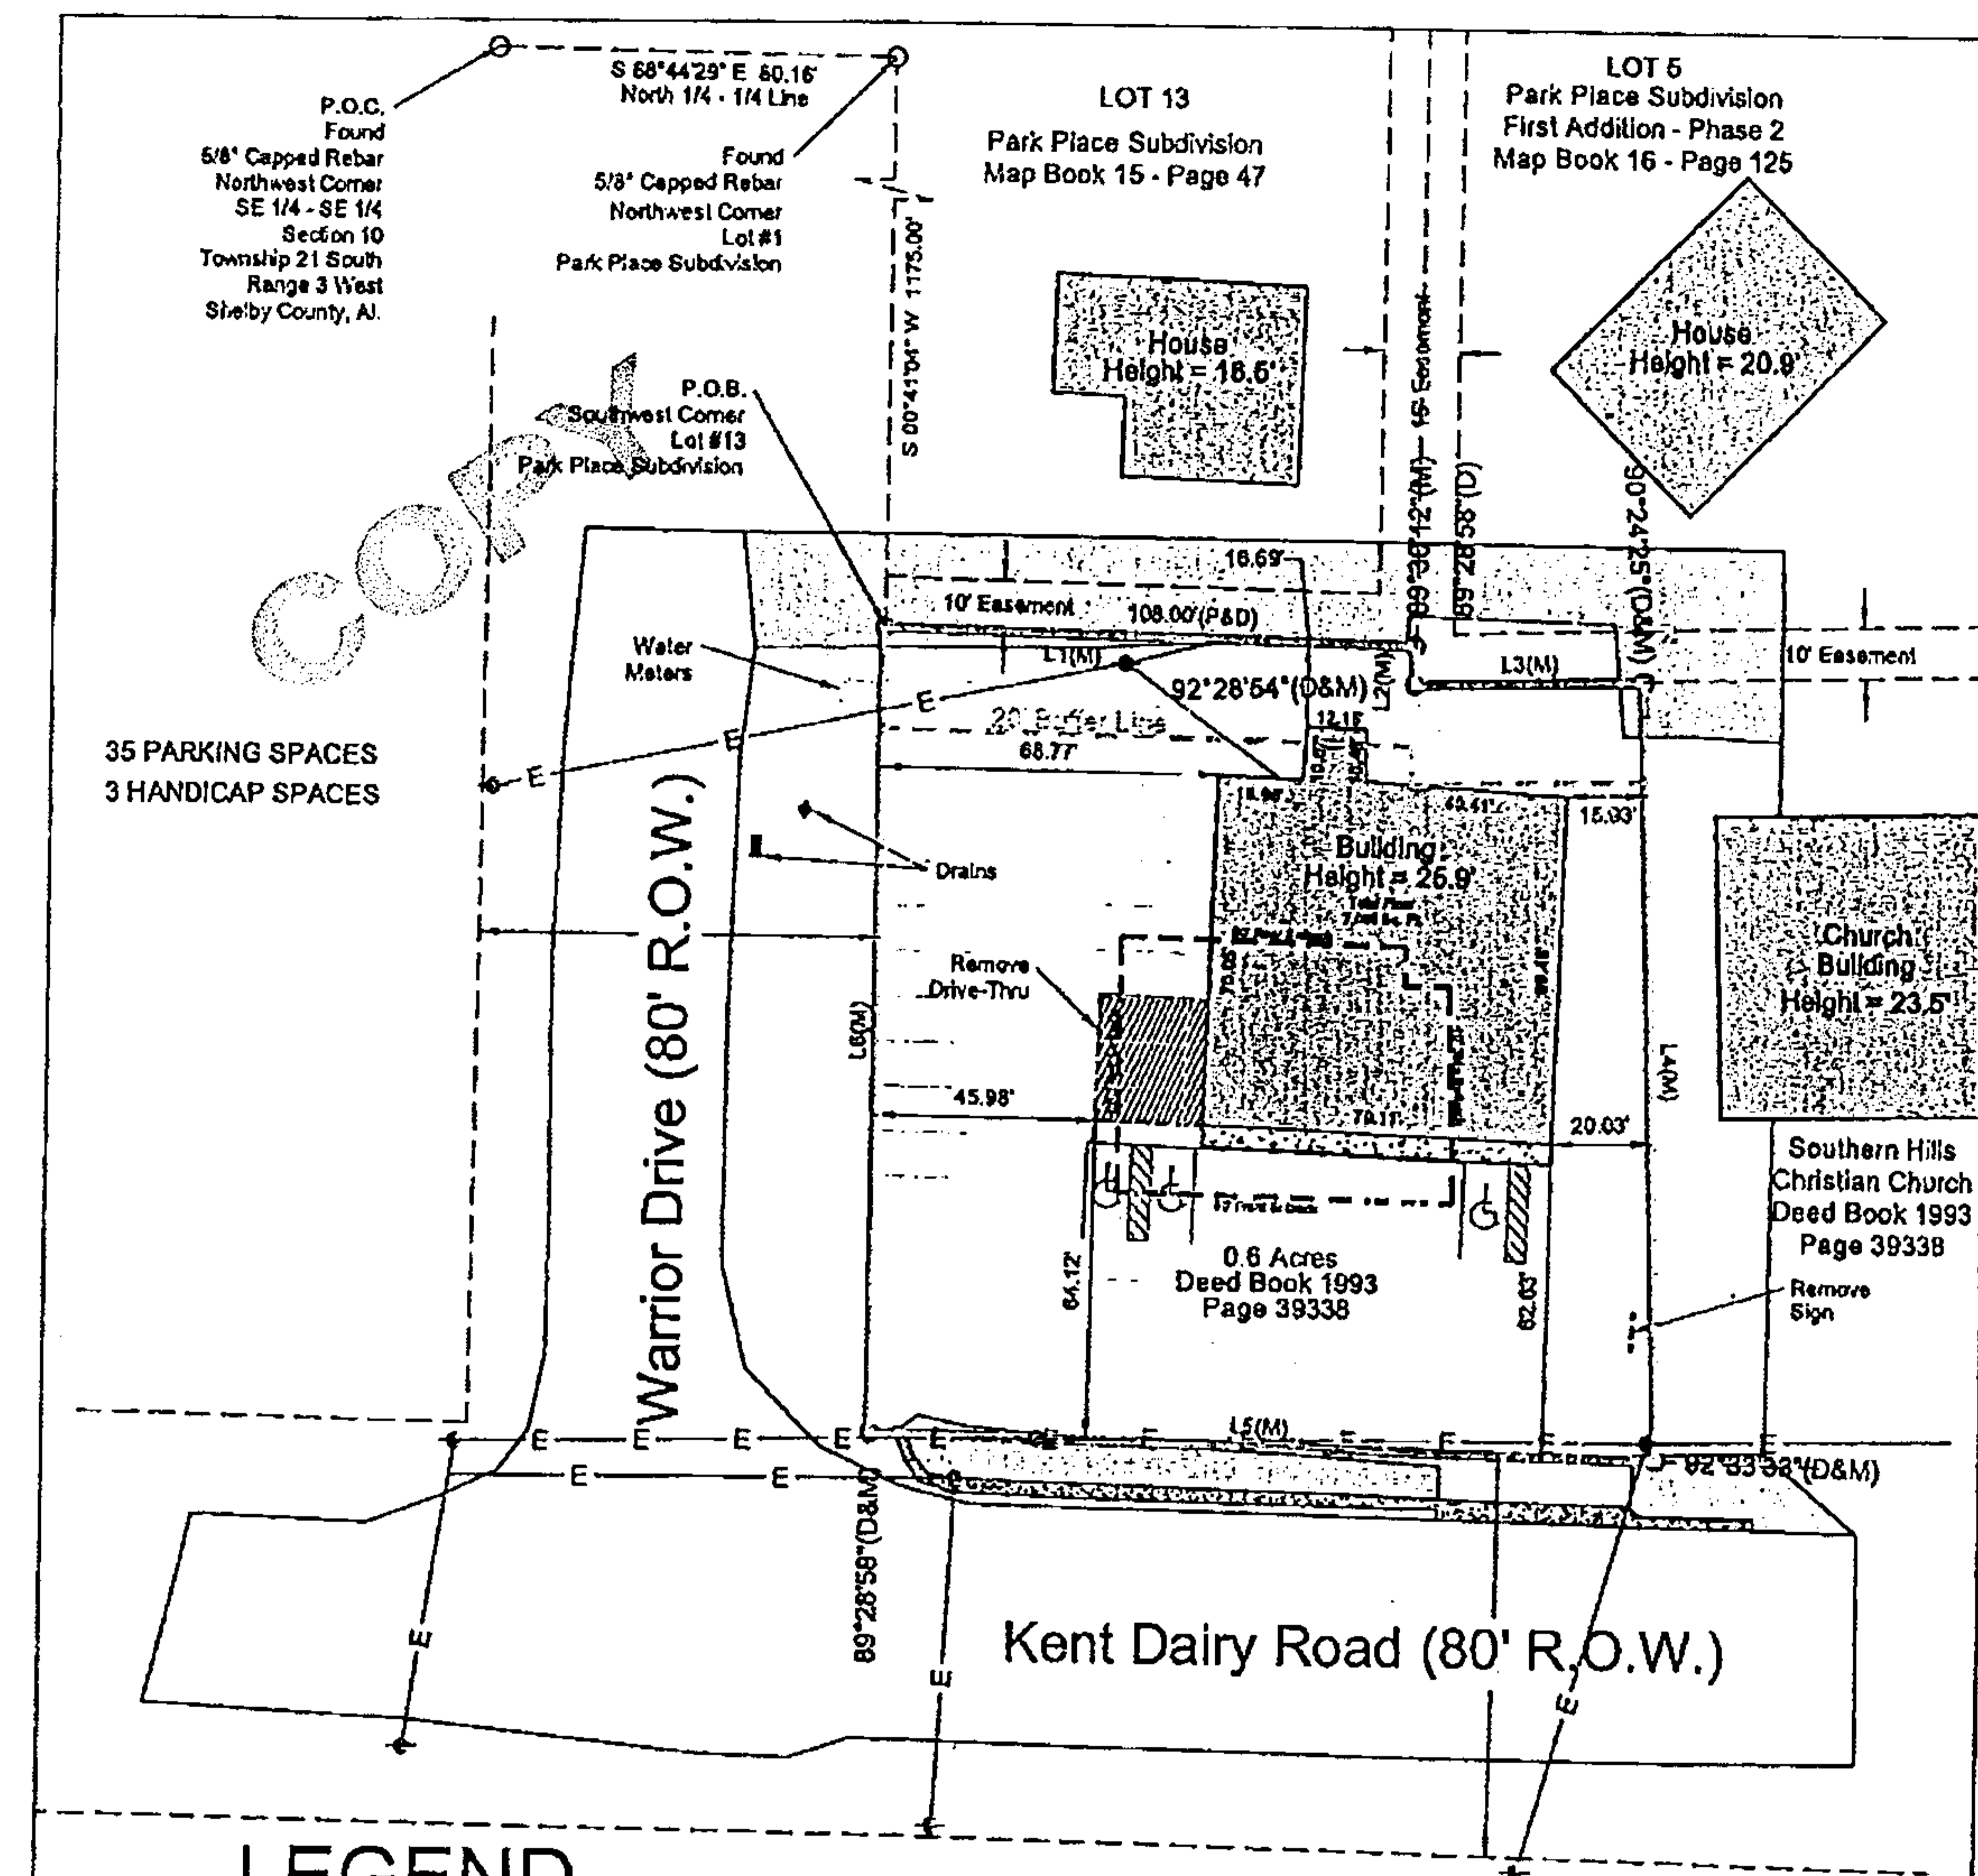 S 68°44'29" E 60.16'
North 1/4 - 1/4 Line
P.O.C.
Found
5/8" Capped Rebar
Northwest Corner
SE 1/4 - SE 1/4
Section 10
Township 21 South
Range 3 West
Shelby County, Al.
Found
5/8" Capped Rebar
Northwest Corner
Lot #1
Park Place Subdivision
LOT 13
Park Place Subdivision
Map Book 15 - Page 47
LOT 5
Park Place Subdivision
First Addition - Phase 2
Map Book 16 - Page 125
S 00°41'04" W 1175.00'
House
Height = 16.6'
15' Easement
House
Height = 20.9'
P.O.B.
Southwest Corner
Lot #13
Park Place Subdivision
COPY
89°28'58"(D)
90°24'25"(D&M)
16.69'
10' Easement
108.00'(P&D)
L1(M)
L2(M)
L3(M)
10' Easement
Water
Meters
92°28'54"(D&M)
E
E
E
20' Buffer Line
12.18'
68.77'
35 PARKING SPACES
3 HANDICAP SPACES
15.03'
Drains
Building
Height = 25.9'
Warrior Drive (80' R.O.W.)
Church
Building
Height = 23.5'
Remove
Drive-Thru
L6(M)
L4(M)
45.98'
70.11'
20.03'
Southern Hills
Christian Church
Deed Book 1993
Page 39338
0.6 Acres
Deed Book 1993
Page 39338
64.12'
62.63'
Remove
Sign
L5(M)
E E E E E E E E E
E E
92°33'33"(D&M)
89°28'58"(D&M)
Kent Dairy Road (80' R.O.W.)
E
E
E
LEGEND